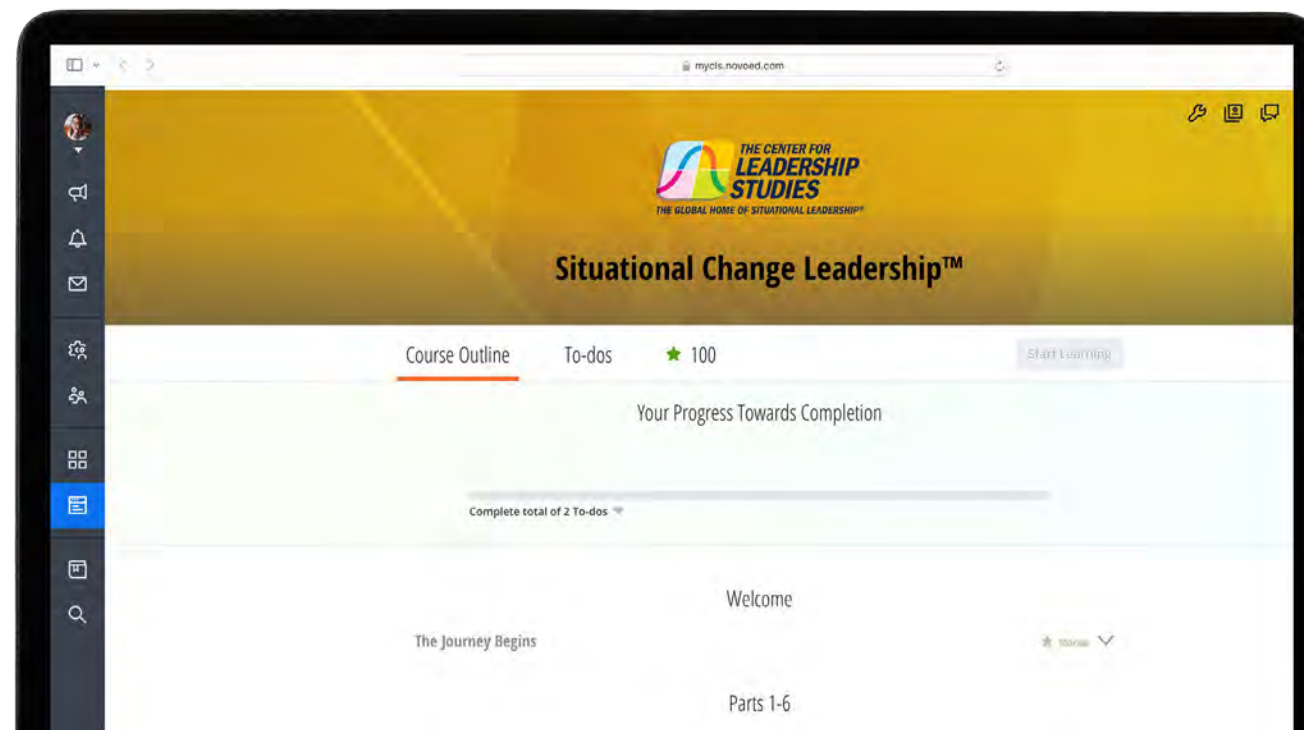 mycls.novoed.com
THE CENTER FOR
LEADERSHIP
STUDIES
THE GLOBAL HOME OF SITUATIONAL LEADERSHIP®
Situational Change Leadership™
Course Outline
To-dos
100
Start Learning
Your Progress Towards Completion
Complete total of 2 To-dos
Welcome
The Journey Begins
Parts 1-6